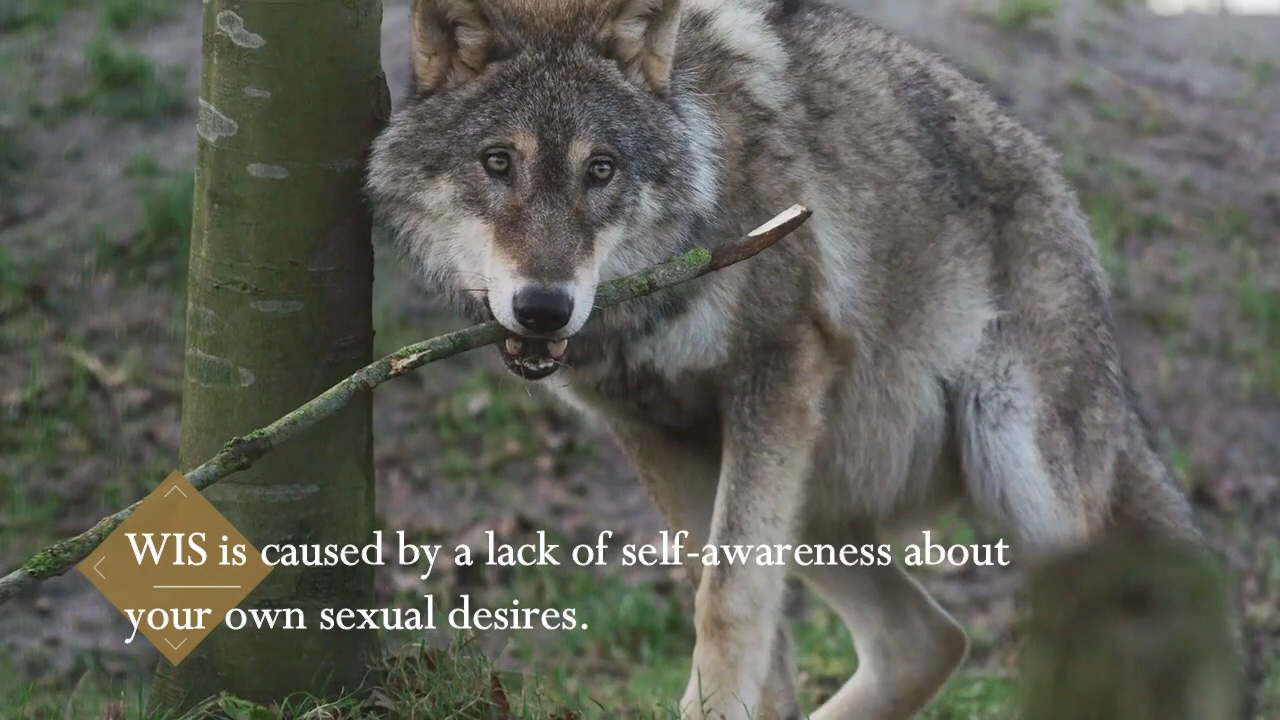 WIS is caused by a lack of self-awareness about
your own sexual desires.